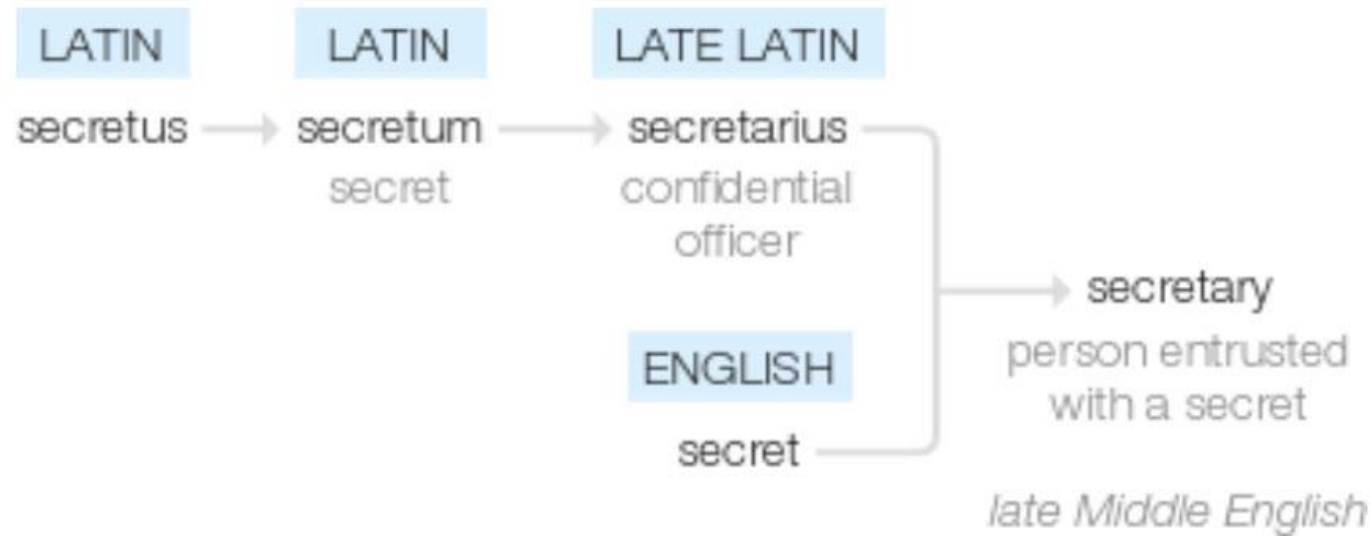 LATIN LATIN LATE LATIN
secretus secretum secretarius
secret confidential
officer
secretary
ENGLISH person entrusted
with a secret
secret
late Middle English